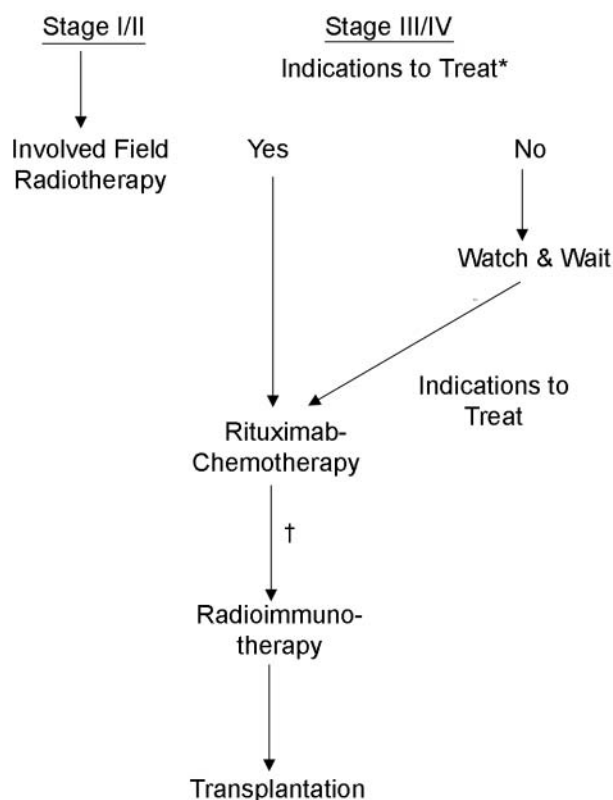 Stage I/II
Stage III/IV
Indications to Treat*
Involved Field
Radiotherapy
Yes
No
Watch & Wait
Indications to
Treat
Rituximab-
Chemotherapy
†
Radioimmuno-
therapy
Transplantation